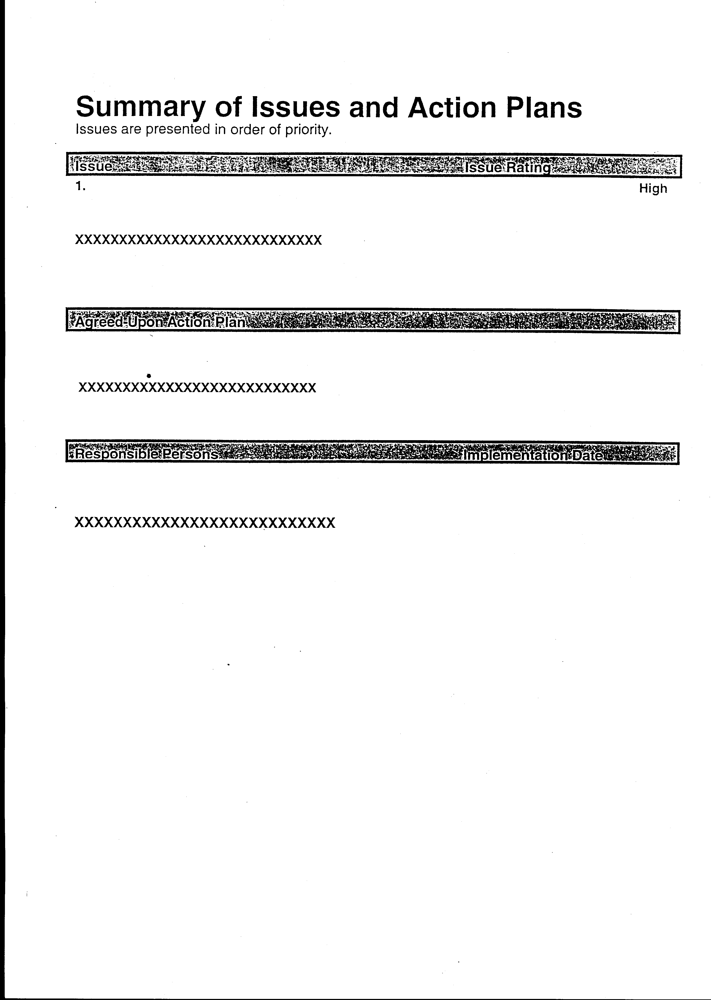 Summary of Issues and Action Plans
Issues are presented in order of priority.
Issue Issue Rating
1. High
XXXXXXXXXXXXXXXXXXXXXXXXXXXX
Agreed-Upon Action Plan
XXXXXXXXXXXXXXXXXXXXXXXXXXX
Responsible Persons Implementation Date
XXXXXXXXXXXXXXXXXXXXXXXXXXX